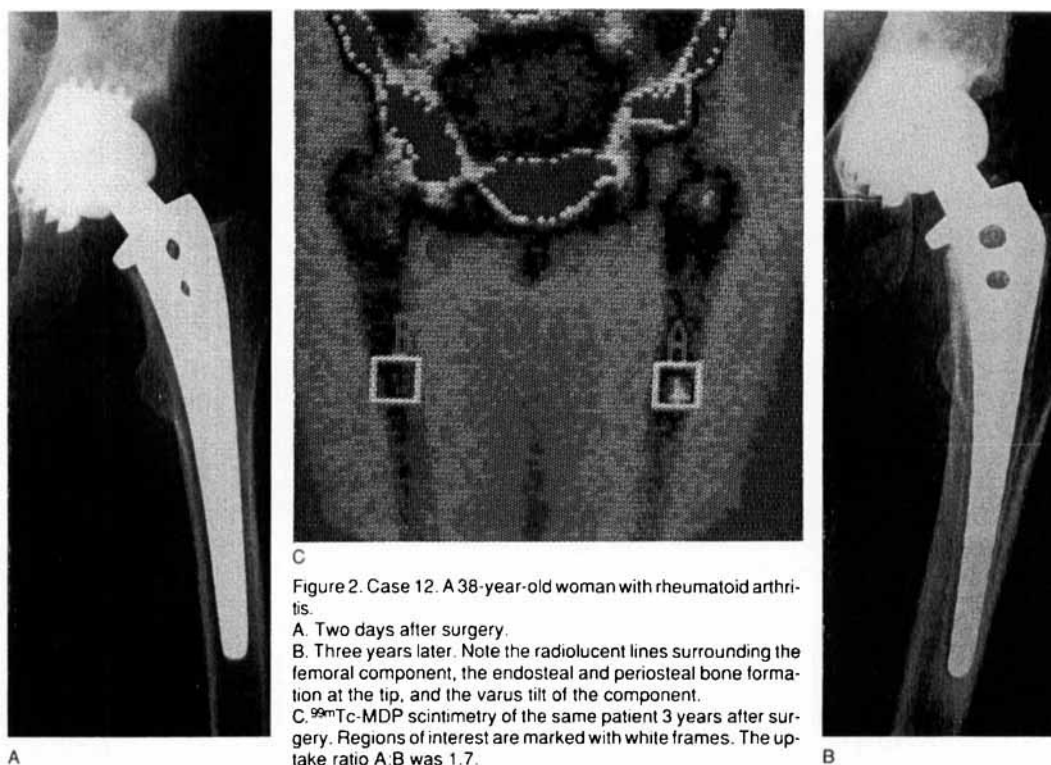 C
Figure 2. Case 12. A 38-year-old woman with rheumatoid arthri-
tis.
A. Two days after surgery.
B. Three years later. Note the radiolucent lines surrounding the
femoral component, the endosteal and periosteal bone forma-
tion at the tip, and the varus tilt of the component.
C. 99mTc-MDP scintimetry of the same patient 3 years after sur-
gery. Regions of interest are marked with white frames. The up-
take ratio A:B was 1.7.
A
B
A